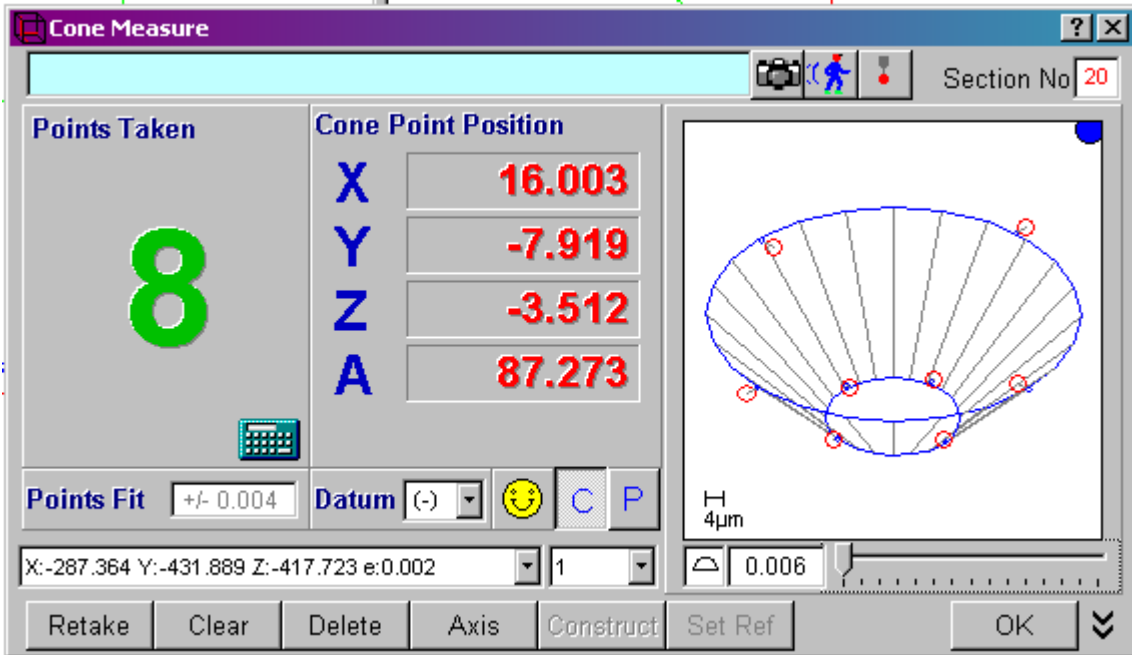 Cone Measure
Section No 20
Points Taken
Cone Point Position
8
X 16.003
Y -7.919
Z -3.512
A 87.273
Points Fit +/- 0.004 Datum (-) C P
4µm
X:-287.364 Y:-431.889 Z:-417.723 e:0.002 1 0.006
Retake Clear Delete Axis Construct Set Ref OK